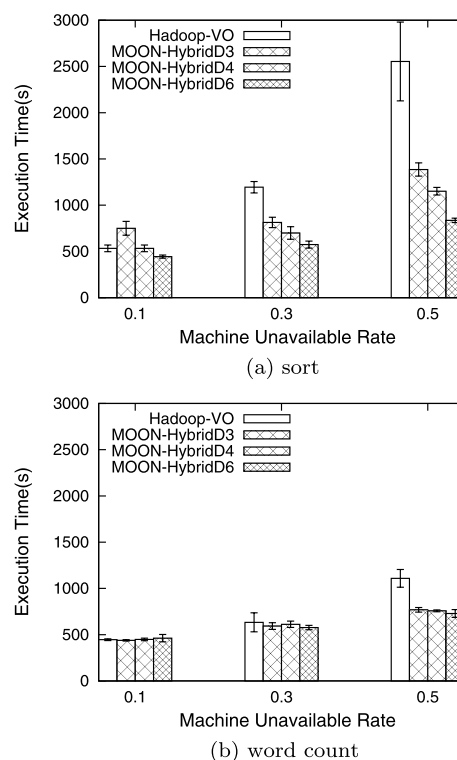 3000
2500
2000
1500
1000
500
0
Execution Time(s)
Hadoop-VO
MOON-HybridD3
MOON-HybridD4
MOON-HybridD6
0.1 0.3 0.5
Machine Unavailable Rate
(a) sort
3000
2500
2000
1500
1000
500
0
Execution Time(s)
Hadoop-VO
MOON-HybridD3
MOON-HybridD4
MOON-HybridD6
0.1 0.3 0.5
Machine Unavailable Rate
(b) word count